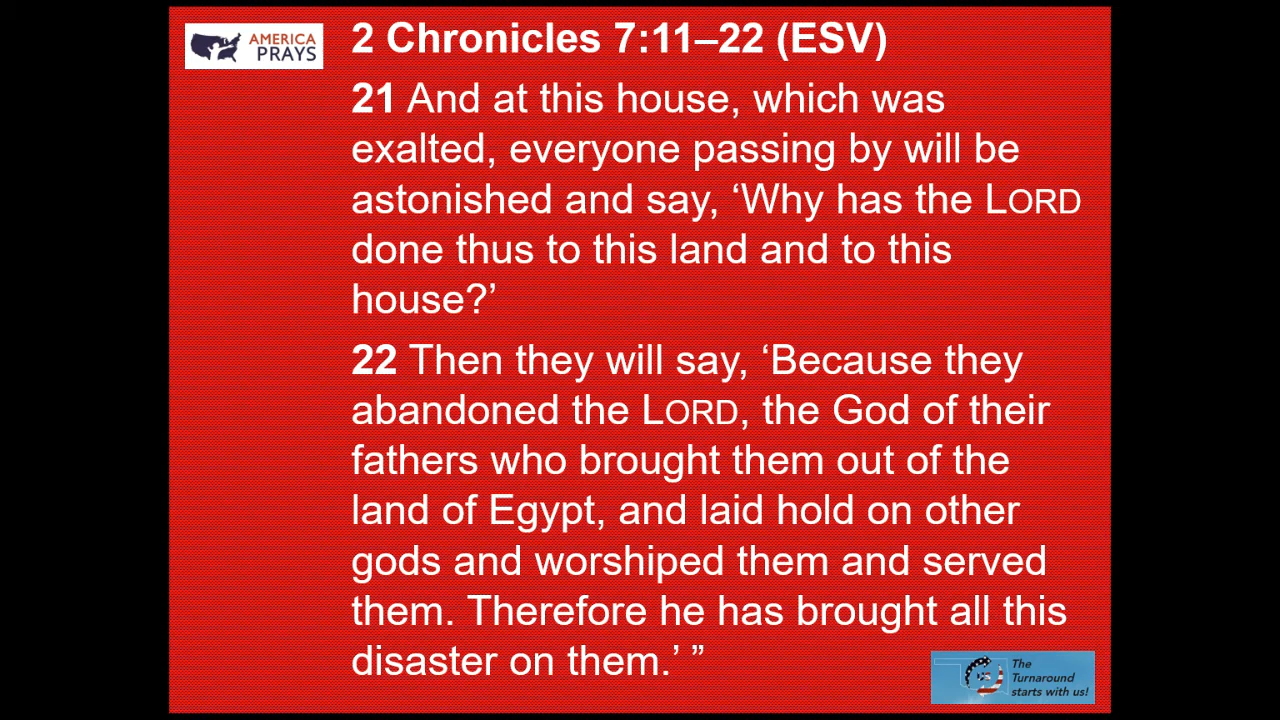 AMERICA
PRAYS
2 Chronicles 7:11–22 (ESV)
21 And at this house, which was
exalted, everyone passing by will be
astonished and say, ‘Why has the LORD
done thus to this land and to this
house?’
22 Then they will say, ‘Because they
abandoned the LORD, the God of their
fathers who brought them out of the
land of Egypt, and laid hold on other
gods and worshiped them and served
them. Therefore he has brought all this
disaster on them.’ ”
The
Turnaround
starts with us!